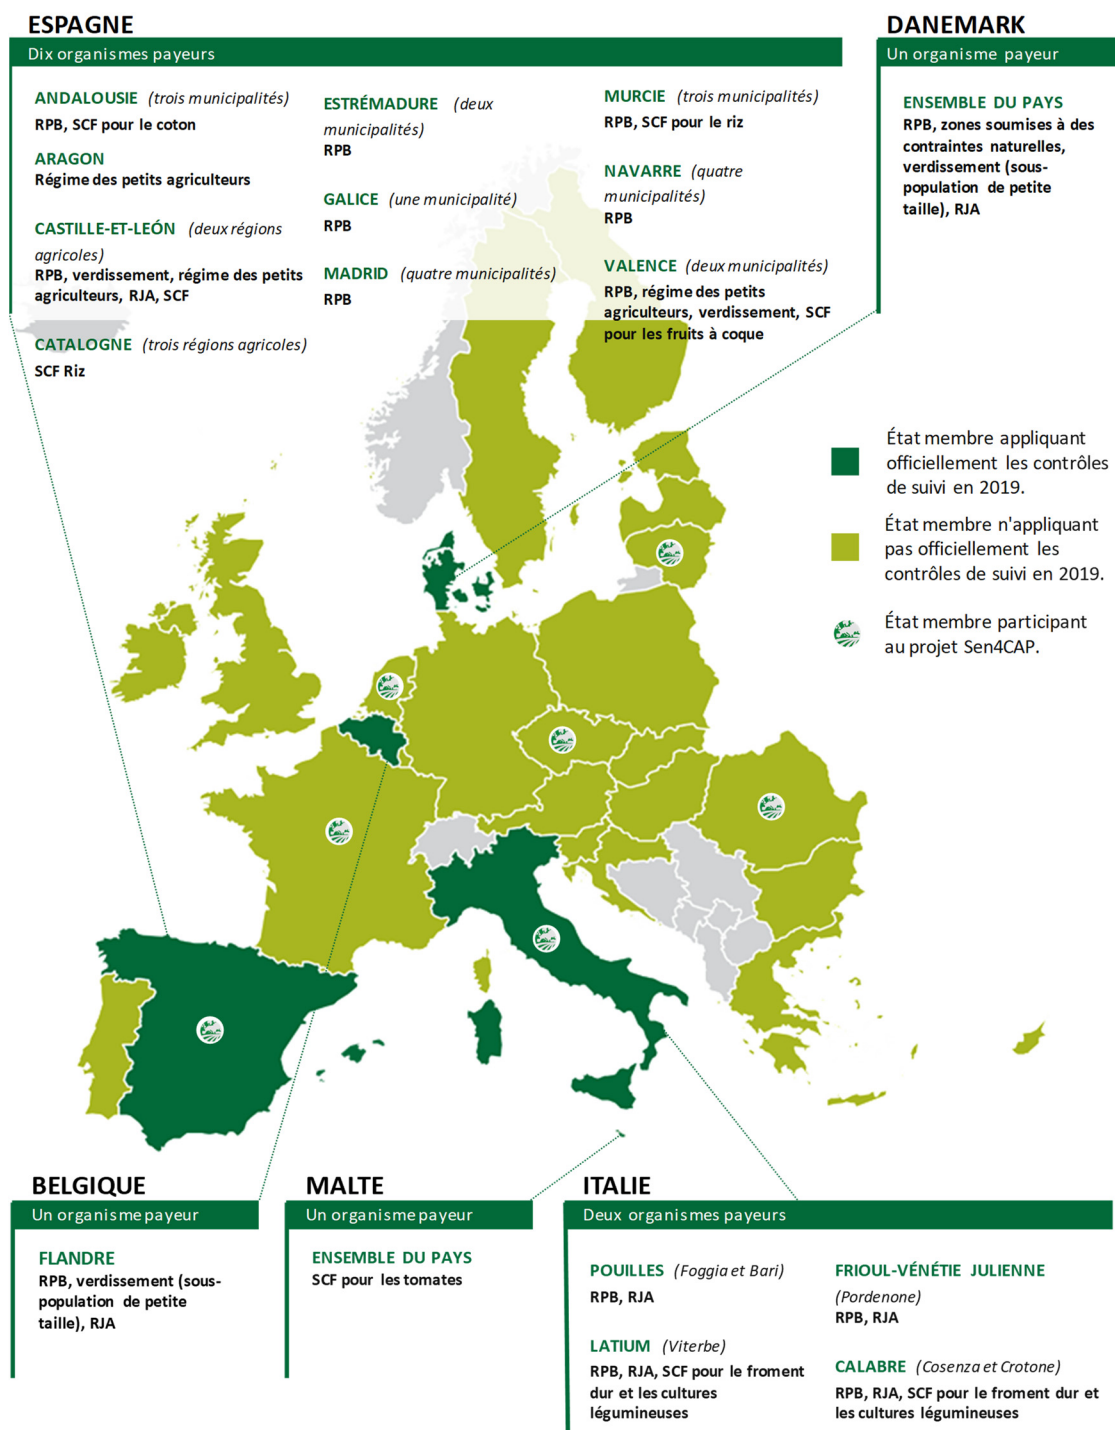 ESPAGNE
Dix organismes payeurs
ANDALOUSIE (trois municipalités)
RPB, SCF pour le coton
ARAGON
Régime des petits agriculteurs
CASTILLE-ET-LEÓN (deux régions
agricoles)
RPB, verdissement, régime des petits
agriculteurs, RJA, SCF
CATALOGNE (trois régions agricoles)
SCF Riz
ESTRÉMADURE (deux
municipalités)
RPB
GALICE (une municipalité)
RPB
MADRID (quatre municipalités)
RPB
MURCIE (trois municipalités)
RPB, SCF pour le riz
NAVARRE (quatre
municipalités)
RPB
VALENCE (deux municipalités)
RPB, régime des petits
agriculteurs, verdissement, SCF
pour les fruits à coque
DANEMARK
Un organisme payeur
ENSEMBLE DU PAYS
RPB, zones soumises à des
contraintes naturelles,
verdissement (sous-
population de petite
taille), RJA
État membre appliquant
officiellement les contrôles
de suivi en 2019.
État membre n'appliquant
pas officiellement les
contrôles de suivi en 2019.
État membre participant
au projet Sen4CAP.
BELGIQUE
Un organisme payeur
FLANDRE
RPB, verdissement (sous-
population de petite
taille), RJA
MALTE
Un organisme payeur
ENSEMBLE DU PAYS
SCF pour les tomates
ITALIE
Deux organismes payeurs
POUILLES (Foggia et Bari)
RPB, RJA
LATIUM (Viterbe)
RPB, RJA, SCF pour le froment
dur et les cultures
légumineuses
FRIOUL-VÉNÉTIE JULIENNE
(Pordenone)
RPB, RJA
CALABRE (Cosenza et Crotone)
RPB, RJA, SCF pour le froment dur et
les cultures légumineuses